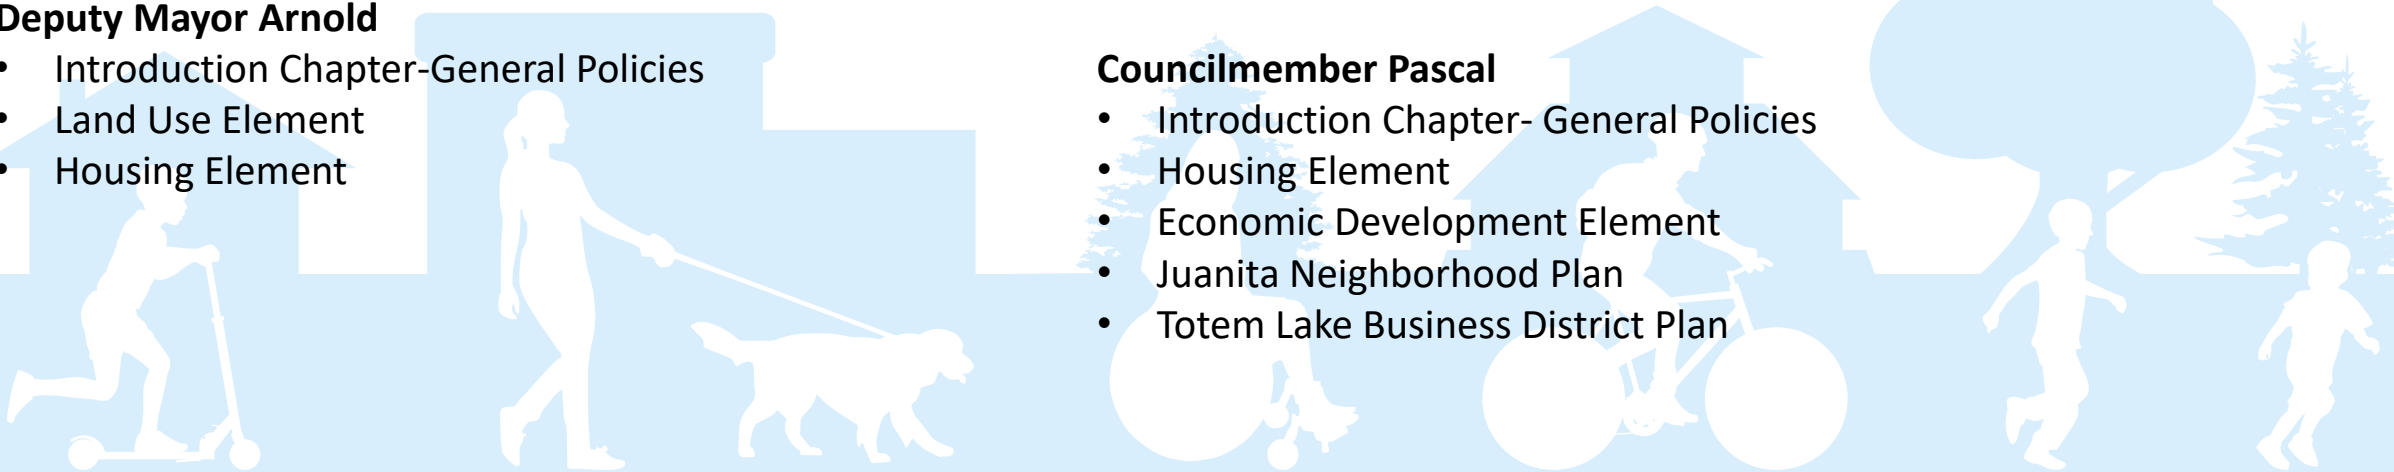 Deputy Mayor Arnold
• Introduction Chapter-General Policies
• Land Use Element
• Housing Element
Councilmember Pascal
• Introduction Chapter- General Policies
• Housing Element
• Economic Development Element
• Juanita Neighborhood Plan
• Totem Lake Business District Plan